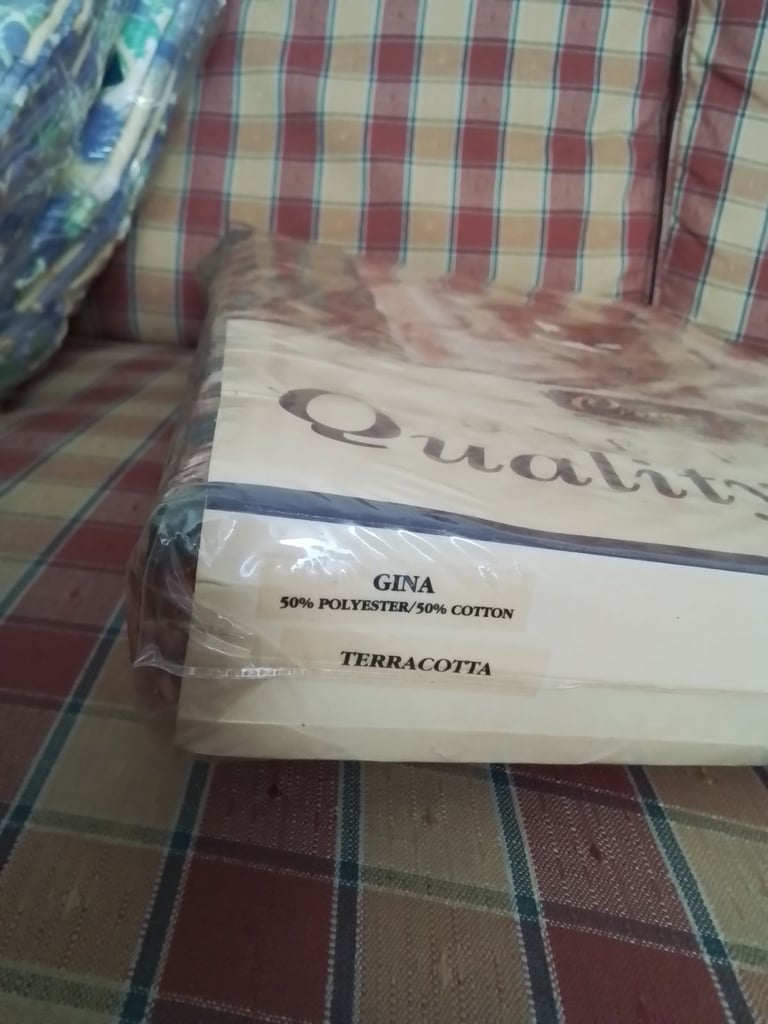 Quality
GINA
50% POLYESTER/50% COTTON
TERRACOTTA